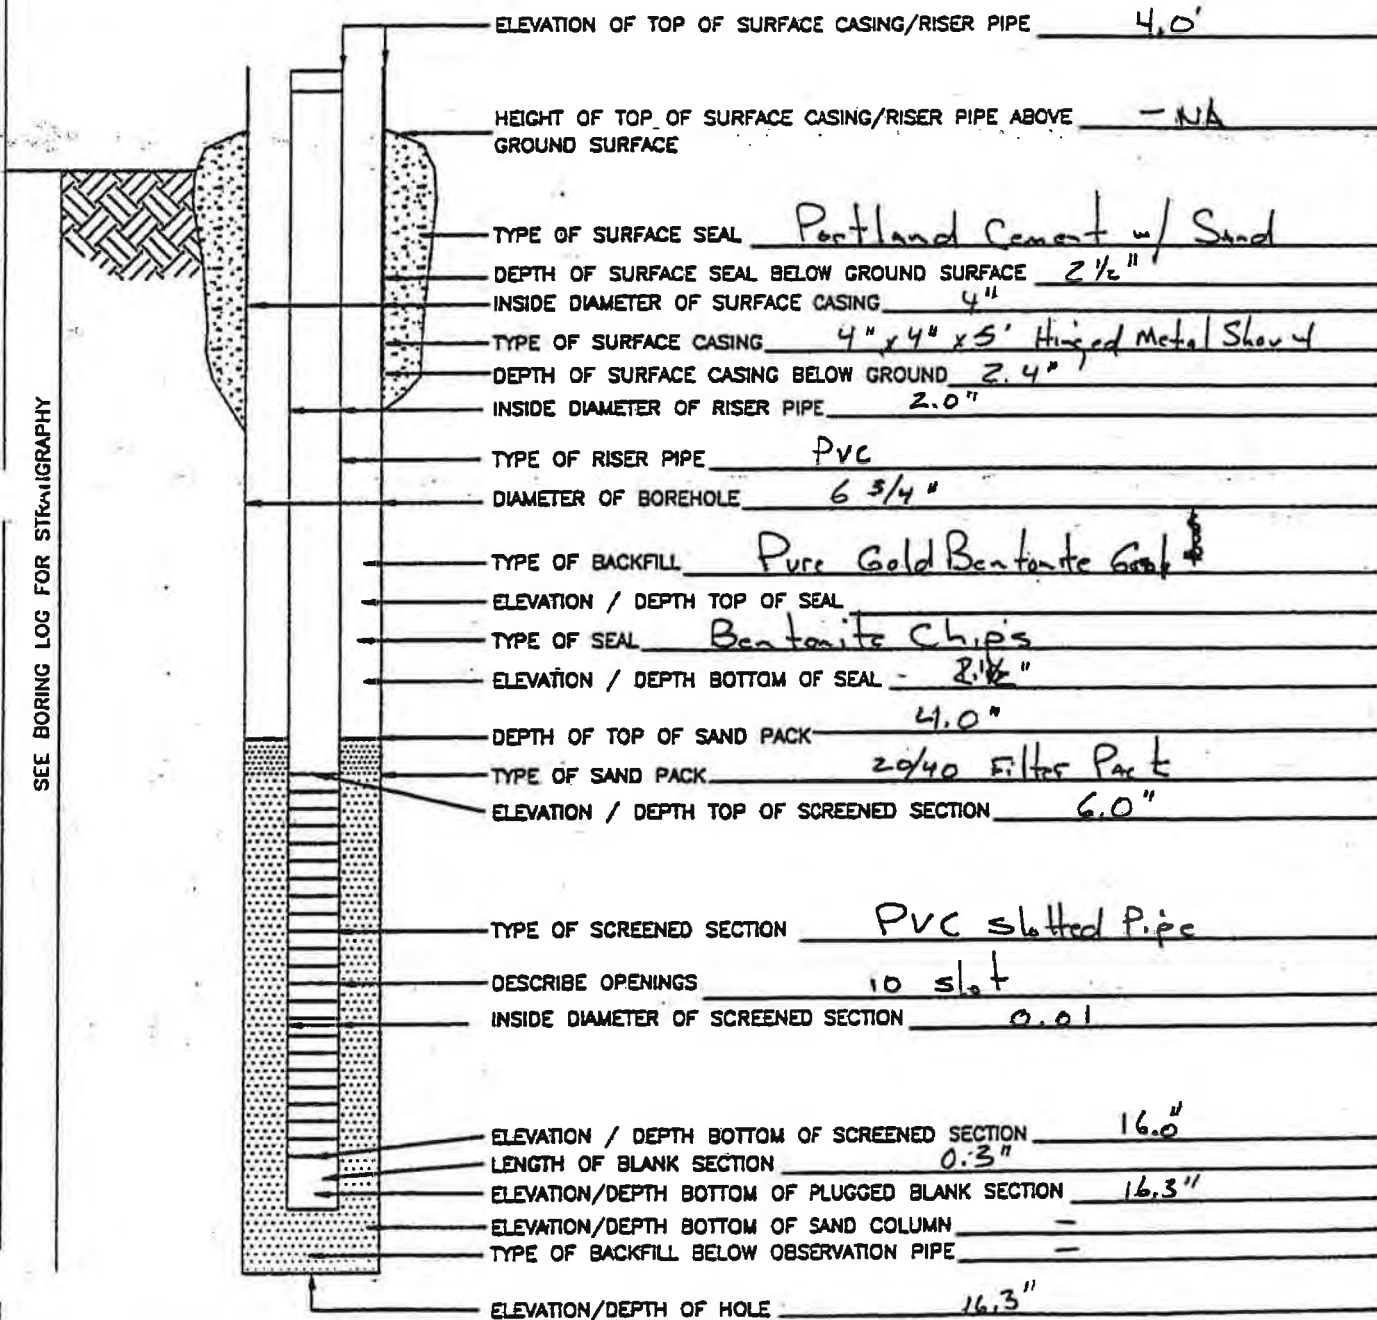 ELEVATION OF TOP OF SURFACE CASING/RISER PIPE 4.0'
HEIGHT OF TOP OF SURFACE CASING/RISER PIPE ABOVE - NA
GROUND SURFACE
TYPE OF SURFACE SEAL Portland Cement w/ Sand
DEPTH OF SURFACE SEAL BELOW GROUND SURFACE 2 1/2"
INSIDE DIAMETER OF SURFACE CASING 4"
TYPE OF SURFACE CASING 4" x 4" x 5' Hinged Metal
DEPTH OF SURFACE CASING BELOW GROUND 2.4"
INSIDE DIAMETER OF RISER PIPE 2.0"
TYPE OF RISER PIPE PVC
DIAMETER OF BOREHOLE 6 3/4"
TYPE OF BACKFILL Pure Gold Bentonite
ELEVATION / DEPTH TOP OF SEAL
TYPE OF SEAL Bentonite Chips
ELEVATION / DEPTH BOTTOM OF SEAL -
DEPTH OF TOP OF SAND PACK 4.0"
TYPE OF SAND PACK 20/40 Filter Pack
ELEVATION / DEPTH TOP OF SCREENED SECTION 6.0"
TYPE OF SCREENED SECTION PVC slotted Pipe
DESCRIBE OPENINGS 10 slot
INSIDE DIAMETER OF SCREENED SECTION 0.01
ELEVATION / DEPTH BOTTOM OF SCREENED SECTION 16.0"
LENGTH OF BLANK SECTION 0.3"
ELEVATION/DEPTH BOTTOM OF PLUGGED BLANK SECTION 16.3"
ELEVATION/DEPTH BOTTOM OF SAND COLUMN -
TYPE OF BACKFILL BELOW OBSERVATION PIPE -
ELEVATION/DEPTH OF HOLE 16.3"
SEE BORING LOG FOR STRATIGRAPHY